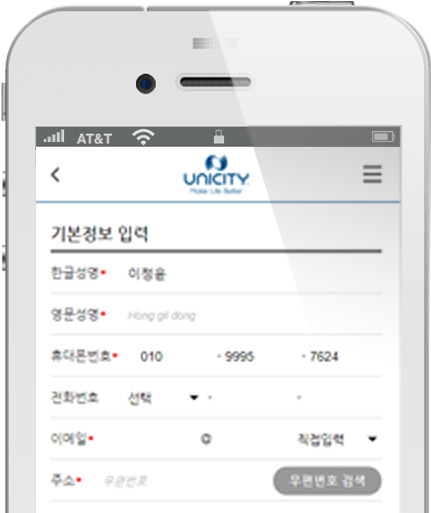 AT&T
UNICITY
Make Life Better
기본정보 입력
한글성명• 이정윤
영문성명• Hong gil dong
휴대폰번호• 010 - 9995 - 7624
전화번호 선택 ▼ - -
이메일• @ 직접입력 ▼
주소• 우편번호 우편번호 검색